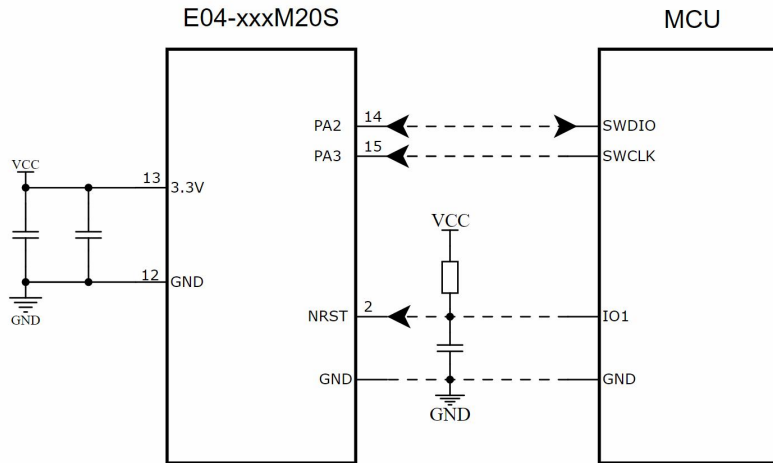 E04-xxxM20S
MCU
PA2
14
SWDIO
PA3
15
SWCLK
VCC
13
3.3V
VCC
12
GND
GND
NRST
2
IO1
GND
GND
GND